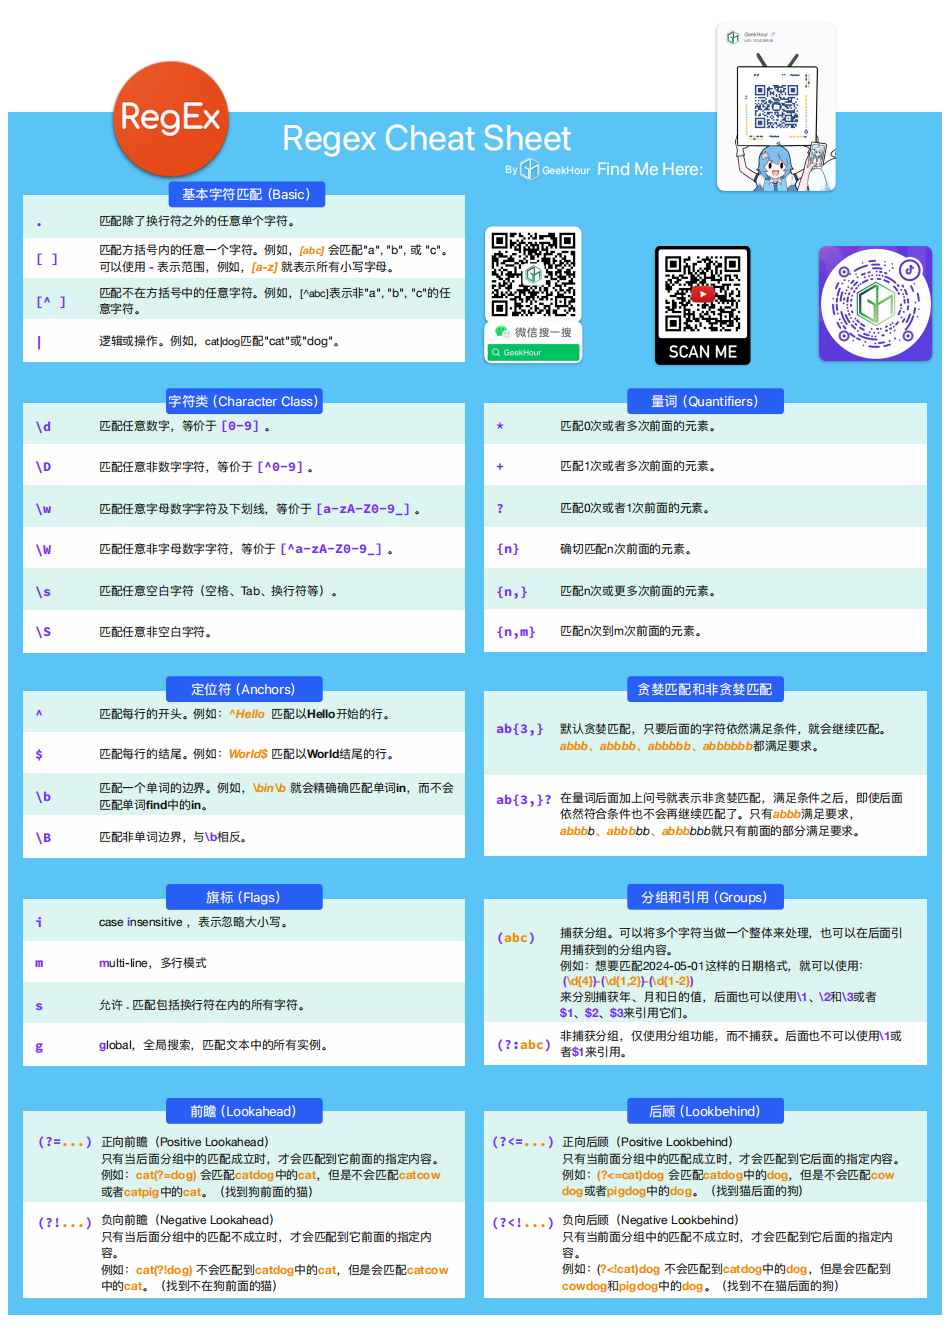 GeekHour
RegEx
Regex Cheat Sheet
By GeekHour Find Me Here:
基本字符匹配 (Basic)
. 匹配除了换行符之外的任意单个字符。
[ ] 匹配方括号内的任意一个字符。例如，[abc] 会匹配"a", "b", 或 "c"。
可以使用 - 表示范围，例如，[a-z] 就表示所有小写字母。
[^ ] 匹配不在方括号中的任意字符。例如，[^abc]表示非"a", "b", "c"的任
意字符。
| 逻辑或操作。例如，cat|dog匹配"cat"或"dog"。
微信搜一搜
GeekHour
SCAN ME
字符类 (Character Class)
\d 匹配任意数字，等价于 [0-9] 。
\D 匹配任意非数字字符，等价于 [^0-9] 。
\w 匹配任意字母数字字符及下划线，等价于 [a-zA-Z0-9_] 。
\W 匹配任意非字母数字字符，等价于 [^a-zA-Z0-9_] 。
\s 匹配任意空白字符（空格、Tab、换行符等）。
\S 匹配任意非空白字符。
量词 (Quantifiers)
* 匹配0次或者多次前面的元素。
+ 匹配1次或者多次前面的元素。
? 匹配0次或者1次前面的元素。
{n} 确切匹配n次前面的元素。
{n,} 匹配n次或更多次前面的元素。
{n,m} 匹配n次到m次前面的元素。
定位符 (Anchors)
^ 匹配每行的开头。例如：^Hello 匹配以Hello开始的行。
$ 匹配每行的结尾。例如：World$ 匹配以World结尾的行。
\b 匹配一个单词的边界。例如，\bin\b 就会精确确匹配单词in，而不会
匹配单词find中的in。
\B 匹配非单词边界，与\b相反。
贪婪匹配和非贪婪匹配
ab{3,} 默认贪婪匹配，只要后面的字符依然满足条件，就会继续匹配。
abbb、abbbb、abbbbb、abbbbbb都满足要求。
ab{3,}? 在量词后面加上问号就表示非贪婪匹配，满足条件之后，即使后面
依然符合条件也不会再继续匹配了。只有abbb满足要求，
abbbb、abbbbb、abbbbbb就只有前面的部分满足要求。
旗标 (Flags)
i case insensitive ，表示忽略大小写。
m multi-line，多行模式
s 允许 . 匹配包括换行符在内的所有字符。
g global，全局搜索，匹配文本中的所有实例。
分组和引用 (Groups)
(abc) 捕获分组。可以将多个字符当做一个整体来处理，也可以在后面引
用捕获到的分组内容。
例如：想要匹配2024-05-01这样的日期格式，就可以使用：
(\d{4})-(\d{1,2})-(\d{1-2})
来分别捕获年、月和日的值，后面也可以使用\1、\2和\3或者
$1、$2、$3来引用它们。
(?:abc) 非捕获分组，仅使用分组功能，而不捕获。后面也不可以使用\1或
者$1来引用。
前瞻 (Lookahead)
(?=...) 正向前瞻（Positive Lookahead）
只有当后面分组中的匹配成立时，才会匹配到它前面的指定内容。
例如：cat(?=dog) 会匹配catdog中的cat，但是不会匹配catcow
或者catpig中的cat。（找到狗前面的猫）
(?!...) 负向前瞻（Negative Lookahead）
只有当后面分组中的匹配不成立时，才会匹配到它前面的指定内
容。
例如：cat(?!dog) 不会匹配到catdog中的cat，但是会匹配catcow
中的cat。（找到不在狗前面的猫）
后顾 (Lookbehind)
(?<=...) 正向后顾（Positive Lookbehind）
只有当前面分组中的匹配成立时，才会匹配到它后面的指定内容。
例如：(?<=cat)dog 会匹配catdog中的dog，但是不会匹配cow
dog或者pigdog中的dog。（找到猫后面的狗）
(?<!...) 负向后顾（Negative Lookbehind）
只有当前面分组中的匹配不成立时，才会匹配到它后面的指定内
容。
例如：(?<!cat)dog 不会匹配到catdog中的dog，但是会匹配到
cowdog和pigdog中的dog。（找到不在猫后面的狗）